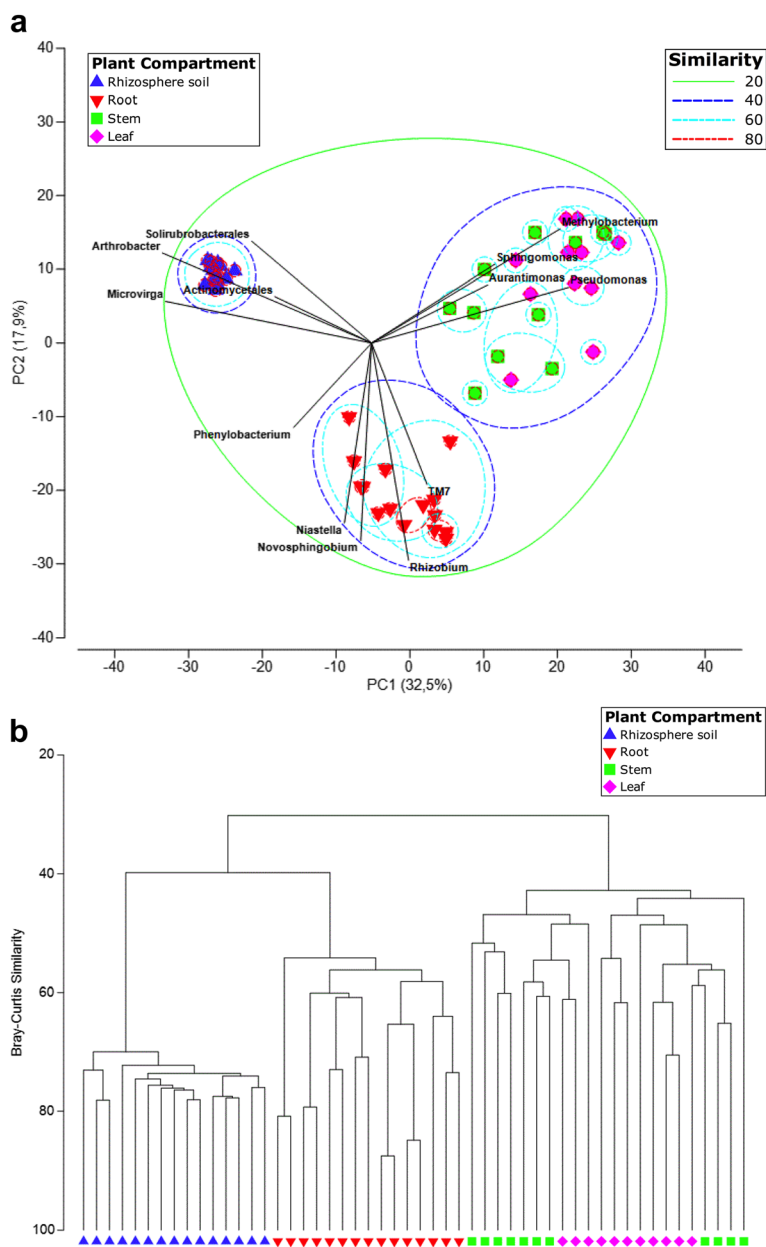 a
Plant Compartment
Rhizosphere soil
Root
Stem
Leaf
Similarity
20
40
60
80
40
30
20
10
0
-10
-20
-30
-40
PC2 (17,9%)
Solirubrobacterales
Arthrobacter
Microvirga
Actinomycetales
Methylobacterium
Sphingomonas
Aurantimonas
Pseudomonas
Phenylobacterium
TM7
Niastella
Novosphingobium
Rhizobium
-40 -30 -20 -10 0 10 20 30 40
PC1 (32,5%)
b
Plant Compartment
Rhizosphere soil
Root
Stem
Leaf
20
40
60
80
100
Bray-Curtis Similarity